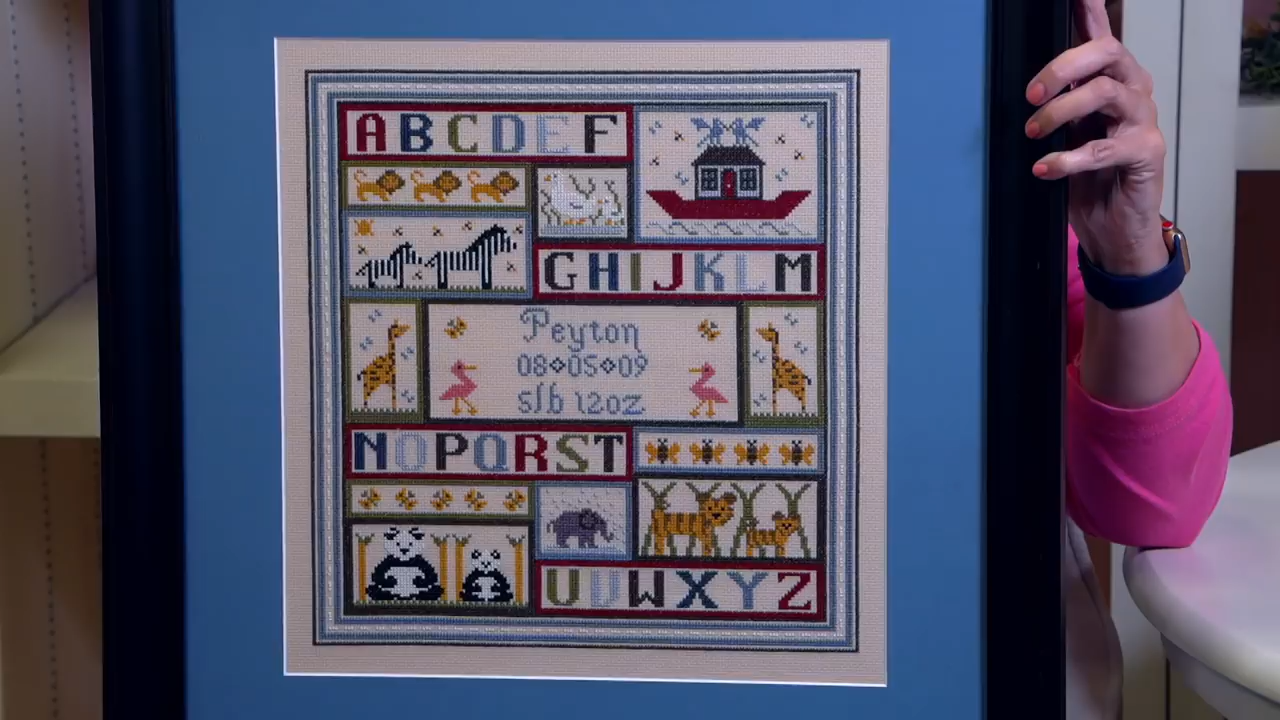 ABCDEF
GHIJKLM
Peyton
08◇05◇09
5lb 12oz
NOPQRST
UVWXYZ